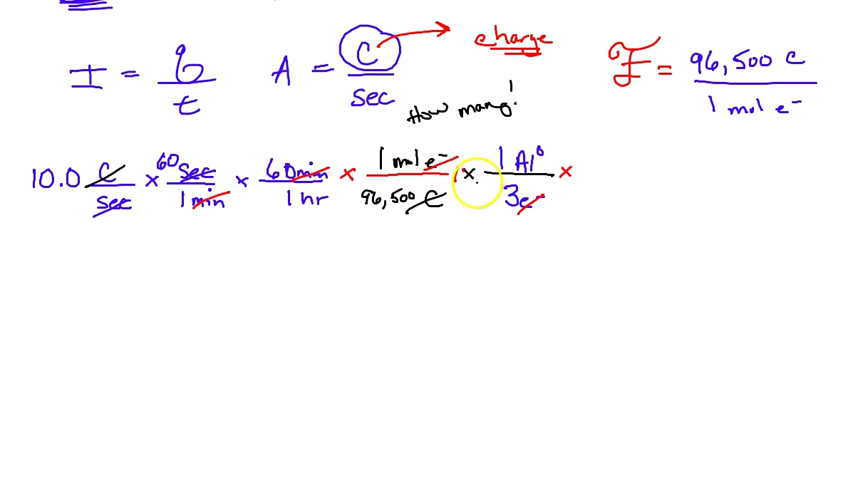 I = q/t A = C/sec charge ℱ = 96,500 C / 1 mol e⁻
How many!
10.0 C/sec × 60 sec/1 min × 60 min/1 hr × 1 mol e⁻/96,500 C × 1 Al⁰/3e⁻ ×